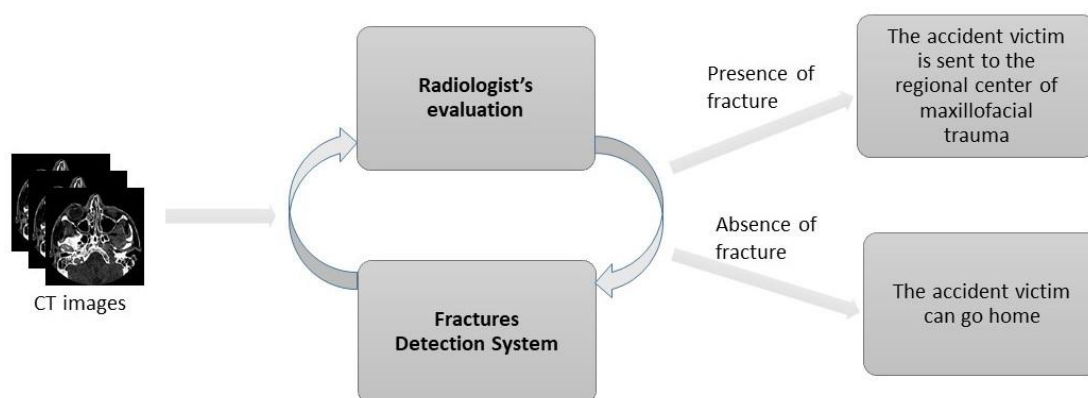 CT images
Radiologist's
evaluation
Fractures
Detection System
Presence of
fracture
Absence of
fracture
The accident victim
is sent to the
regional center of
maxillofacial
trauma
The accident victim
can go home